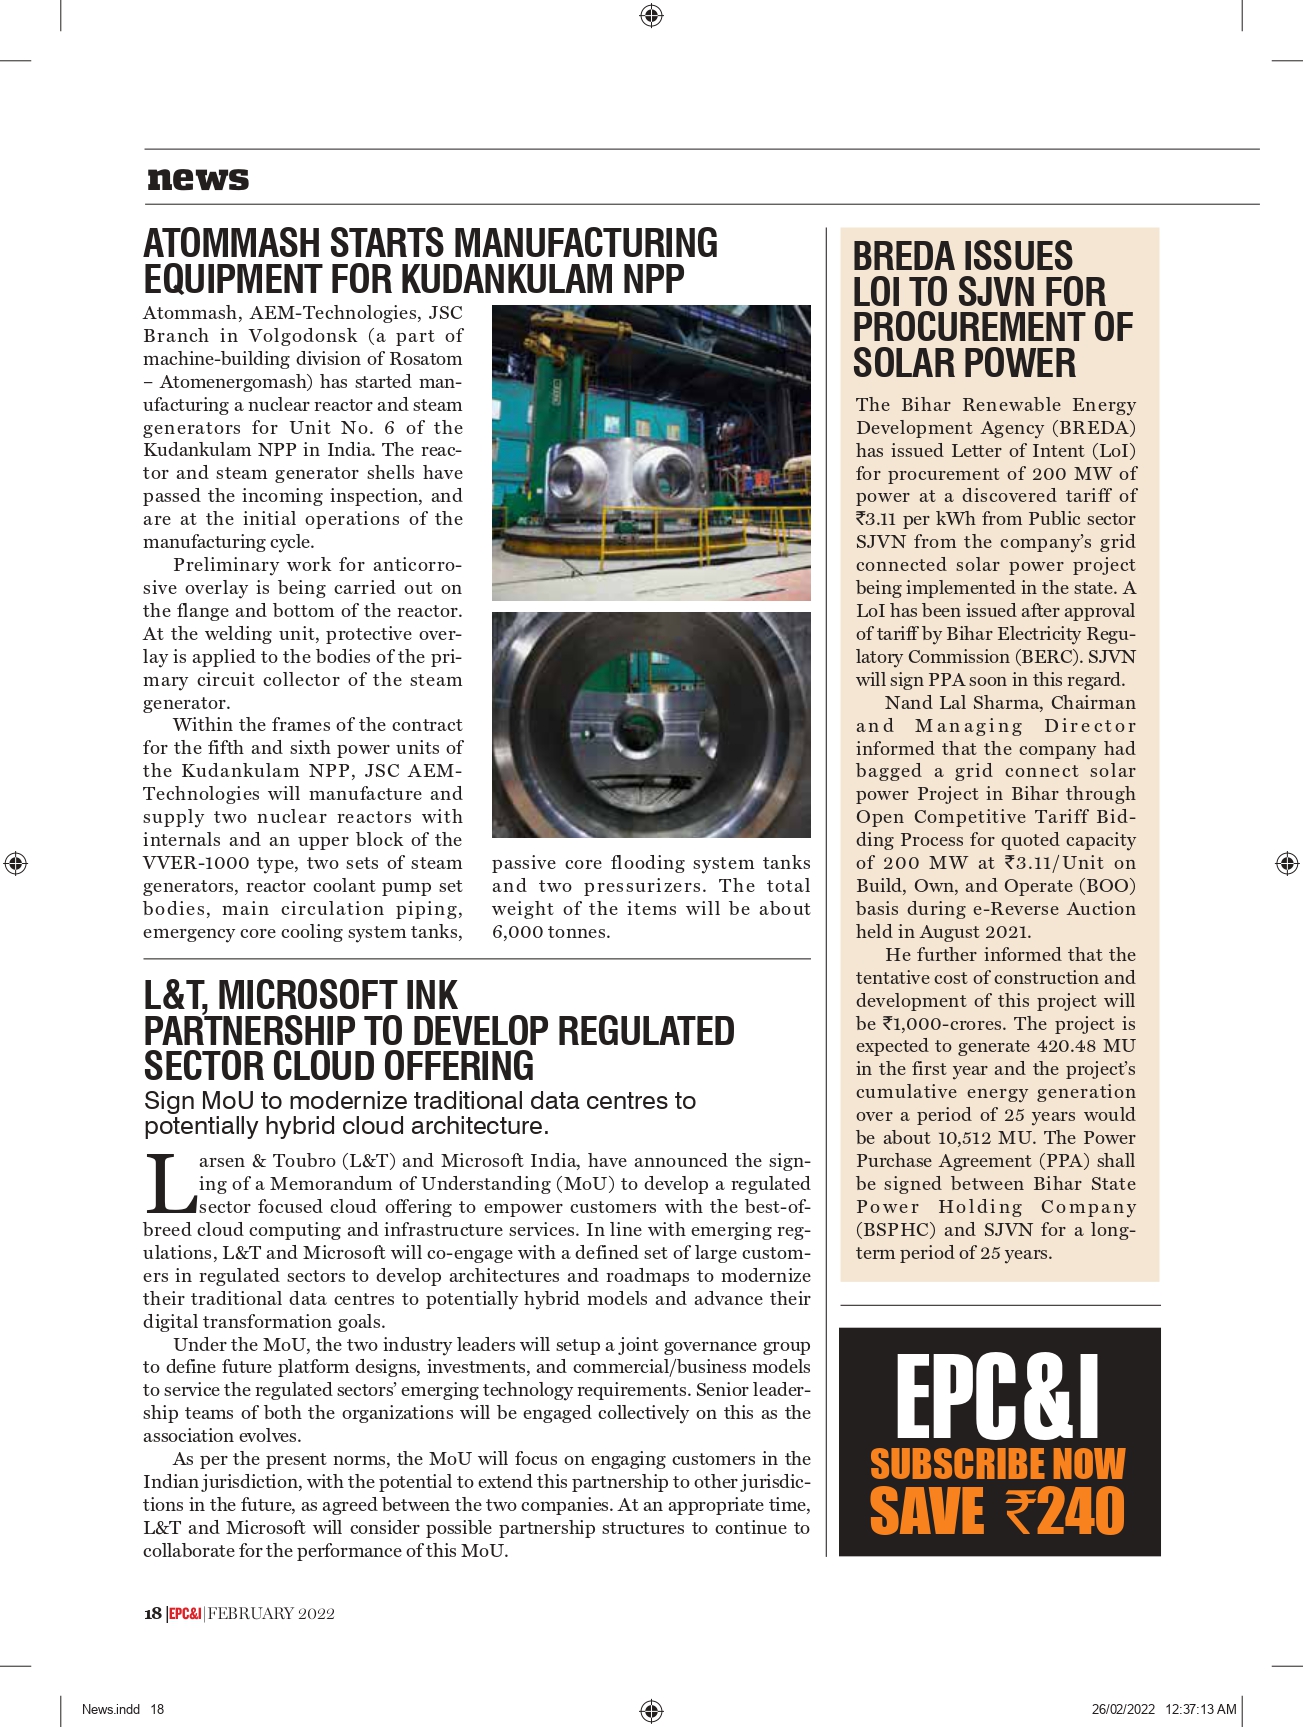 news
ATOMMASH STARTS MANUFACTURING
EQUIPMENT FOR KUDANKULAM NPP
Atommash, AEM-Technologies, JSC
Branch in Volgodonsk (a part of
machine-building division of Rosatom
– Atomenergomash) has started man-
ufacturing a nuclear reactor and steam
generators for Unit No. 6 of the
Kudankulam NPP in India. The reac-
tor and steam generator shells have
passed the incoming inspection, and
are at the initial operations of the
manufacturing cycle.
Preliminary work for anticorro-
sive overlay is being carried out on
the flange and bottom of the reactor.
At the welding unit, protective over-
lay is applied to the bodies of the pri-
mary circuit collector of the steam
generator.
Within the frames of the contract
for the fifth and sixth power units of
the Kudankulam NPP, JSC AEM-
Technologies will manufacture and
supply two nuclear reactors with
internals and an upper block of the
VVER-1000 type, two sets of steam
generators, reactor coolant pump set
bodies, main circulation piping,
emergency core cooling system tanks,
passive core flooding system tanks
and two pressurizers. The total
weight of the items will be about
6,000 tonnes.
L&T, MICROSOFT INK
PARTNERSHIP TO DEVELOP REGULATED
SECTOR CLOUD OFFERING
Sign MoU to modernize traditional data centres to
potentially hybrid cloud architecture.
Larsen & Toubro (L&T) and Microsoft India, have announced the sign-
ing of a Memorandum of Understanding (MoU) to develop a regulated
sector focused cloud offering to empower customers with the best-of-
breed cloud computing and infrastructure services. In line with emerging reg-
ulations, L&T and Microsoft will co-engage with a defined set of large custom-
ers in regulated sectors to develop architectures and roadmaps to modernize
their traditional data centres to potentially hybrid models and advance their
digital transformation goals.
Under the MoU, the two industry leaders will setup a joint governance group
to define future platform designs, investments, and commercial/business models
to service the regulated sectors’ emerging technology requirements. Senior leader-
ship teams of both the organizations will be engaged collectively on this as the
association evolves.
As per the present norms, the MoU will focus on engaging customers in the
Indian jurisdiction, with the potential to extend this partnership to other jurisdic-
tions in the future, as agreed between the two companies. At an appropriate time,
L&T and Microsoft will consider possible partnership structures to continue to
collaborate for the performance of this MoU.
BREDA ISSUES
LOI TO SJVN FOR
PROCUREMENT OF
SOLAR POWER
The Bihar Renewable Energy
Development Agency (BREDA)
has issued Letter of Intent (LoI)
for procurement of 200 MW of
power at a discovered tariff of
₹3.11 per kWh from Public sector
SJVN from the company’s grid
connected solar power project
being implemented in the state. A
LoI has been issued after approval
of tariff by Bihar Electricity Regu-
latory Commission (BERC). SJVN
will sign PPA soon in this regard.
Nand Lal Sharma, Chairman
and Managing Director
informed that the company had
bagged a grid connect solar
power Project in Bihar through
Open Competitive Tariff Bid-
ding Process for quoted capacity
of 200 MW at ₹3.11/Unit on
Build, Own, and Operate (BOO)
basis during e-Reverse Auction
held in August 2021.
He further informed that the
tentative cost of construction and
development of this project will
be ₹1,000-crores. The project is
expected to generate 420.48 MU
in the first year and the project’s
cumulative energy generation
over a period of 25 years would
be about 10,512 MU. The Power
Purchase Agreement (PPA) shall
be signed between Bihar State
Power Holding Company
(BSPHC) and SJVN for a long-
term period of 25 years.
EPC&I
SUBSCRIBE NOW
SAVE ₹240
18 |EPC&I|FEBRUARY 2022
News.indd 18
26/02/2022 12:37:13 AM